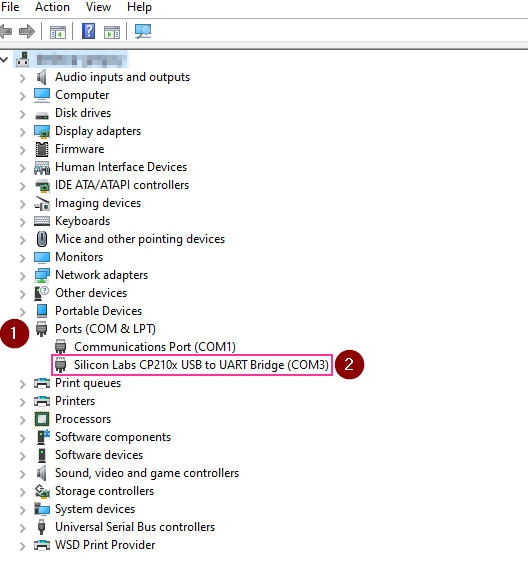 File Action View Help
Audio inputs and outputs
Computer
Disk drives
Display adapters
Firmware
Human Interface Devices
IDE ATA/ATAPI controllers
Imaging devices
Keyboards
Mice and other pointing devices
Monitors
Network adapters
Other devices
Portable Devices
1 Ports (COM & LPT)
Communications Port (COM1)
Silicon Labs CP210x USB to UART Bridge (COM3) 2
Print queues
Printers
Processors
Software components
Software devices
Sound, video and game controllers
Storage controllers
System devices
Universal Serial Bus controllers
WSD Print Provider